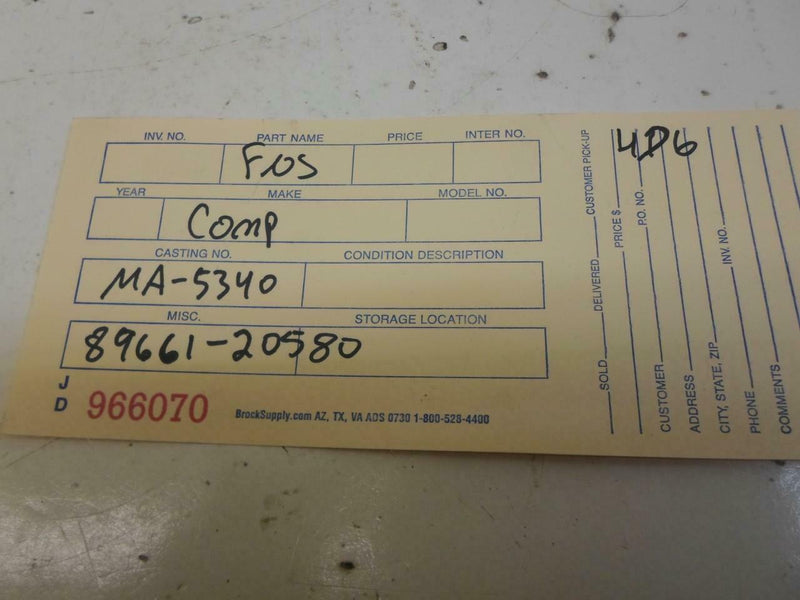 INV. NO. PART NAME PRICE INTER NO.
Fus
YEAR MAKE MODEL NO.
Comp
CASTING NO. CONDITION DESCRIPTION
MA-5340
MISC. STORAGE LOCATION
89661-20580
J
D
966070
BrockSupply.com AZ, TX, VA ADS 0730 1-800-528-4400
4D6
SOLD DELIVERED CUSTOMER PICK-UP
PRICE $
P.O. NO.
CUSTOMER
ADDRESS
CITY, STATE, ZIP INV. NO.
PHONE
COMMENTS